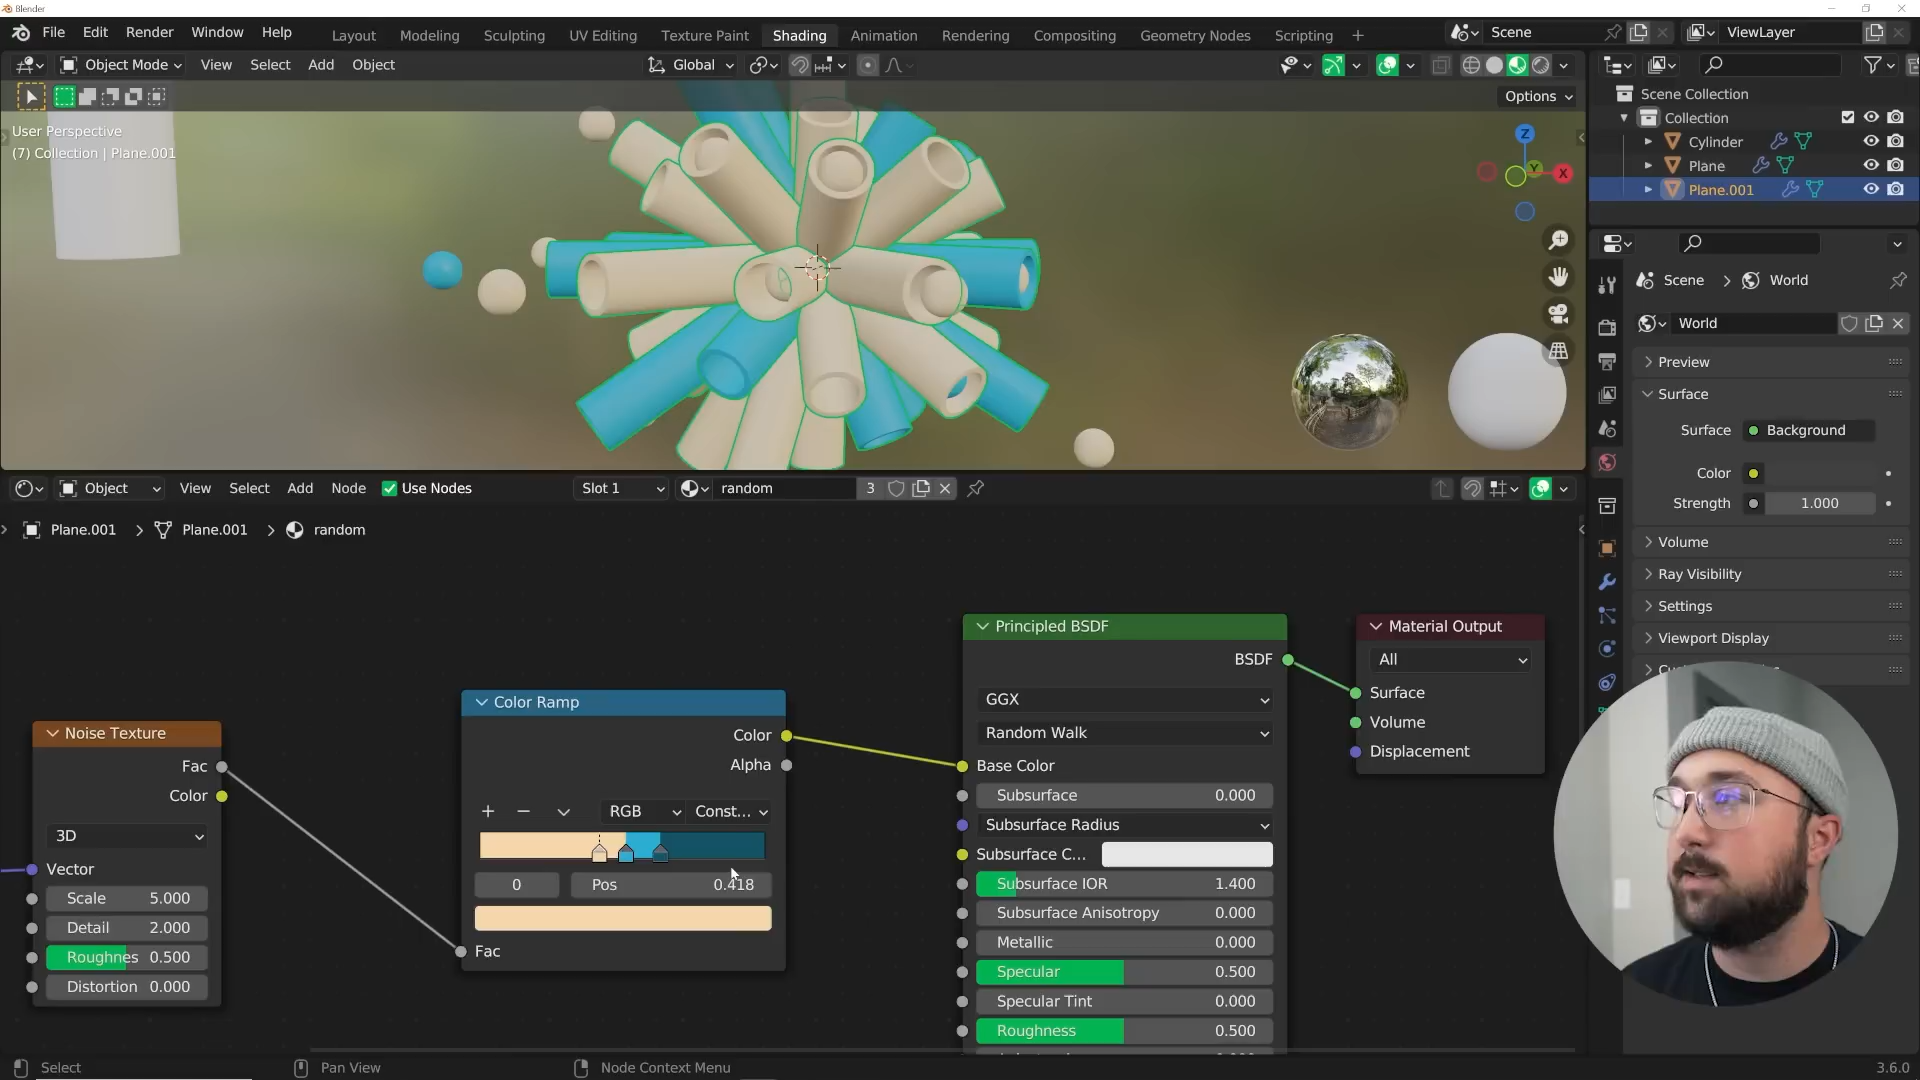 Blender
File Edit Render Window Help
Layout Modeling Sculpting UV Editing Texture Paint Shading Animation Rendering Compositing Geometry Nodes Scripting +
Scene
ViewLayer
Object Mode View Select Add Object
Global
Options
User Perspective
(7) Collection | Plane.001
Z
Y
X
Scene Collection
Collection
Cylinder
Plane
Plane.001
Scene > World
World
Preview
Surface
Surface Background
Color
Strength 1.000
Volume
Ray Visibility
Settings
Viewport Display
Object View Select Add Node Use Nodes
Slot 1
random 3
Plane.001 > Plane.001 > random
Noise Texture
Fac
Color
3D
Vector
Scale 5.000
Detail 2.000
Roughnes 0.500
Distortion 0.000
Color Ramp
Color
Alpha
+ − RGB Const...
0 Pos 0.418
Fac
Principled BSDF
BSDF
GGX
Random Walk
Base Color
Subsurface 0.000
Subsurface Radius
Subsurface C...
Subsurface IOR 1.400
Subsurface Anisotropy 0.000
Metallic 0.000
Specular 0.500
Specular Tint 0.000
Roughness 0.500
Material Output
All
Surface
Volume
Displacement
Select
Pan View
Node Context Menu
3.6.0